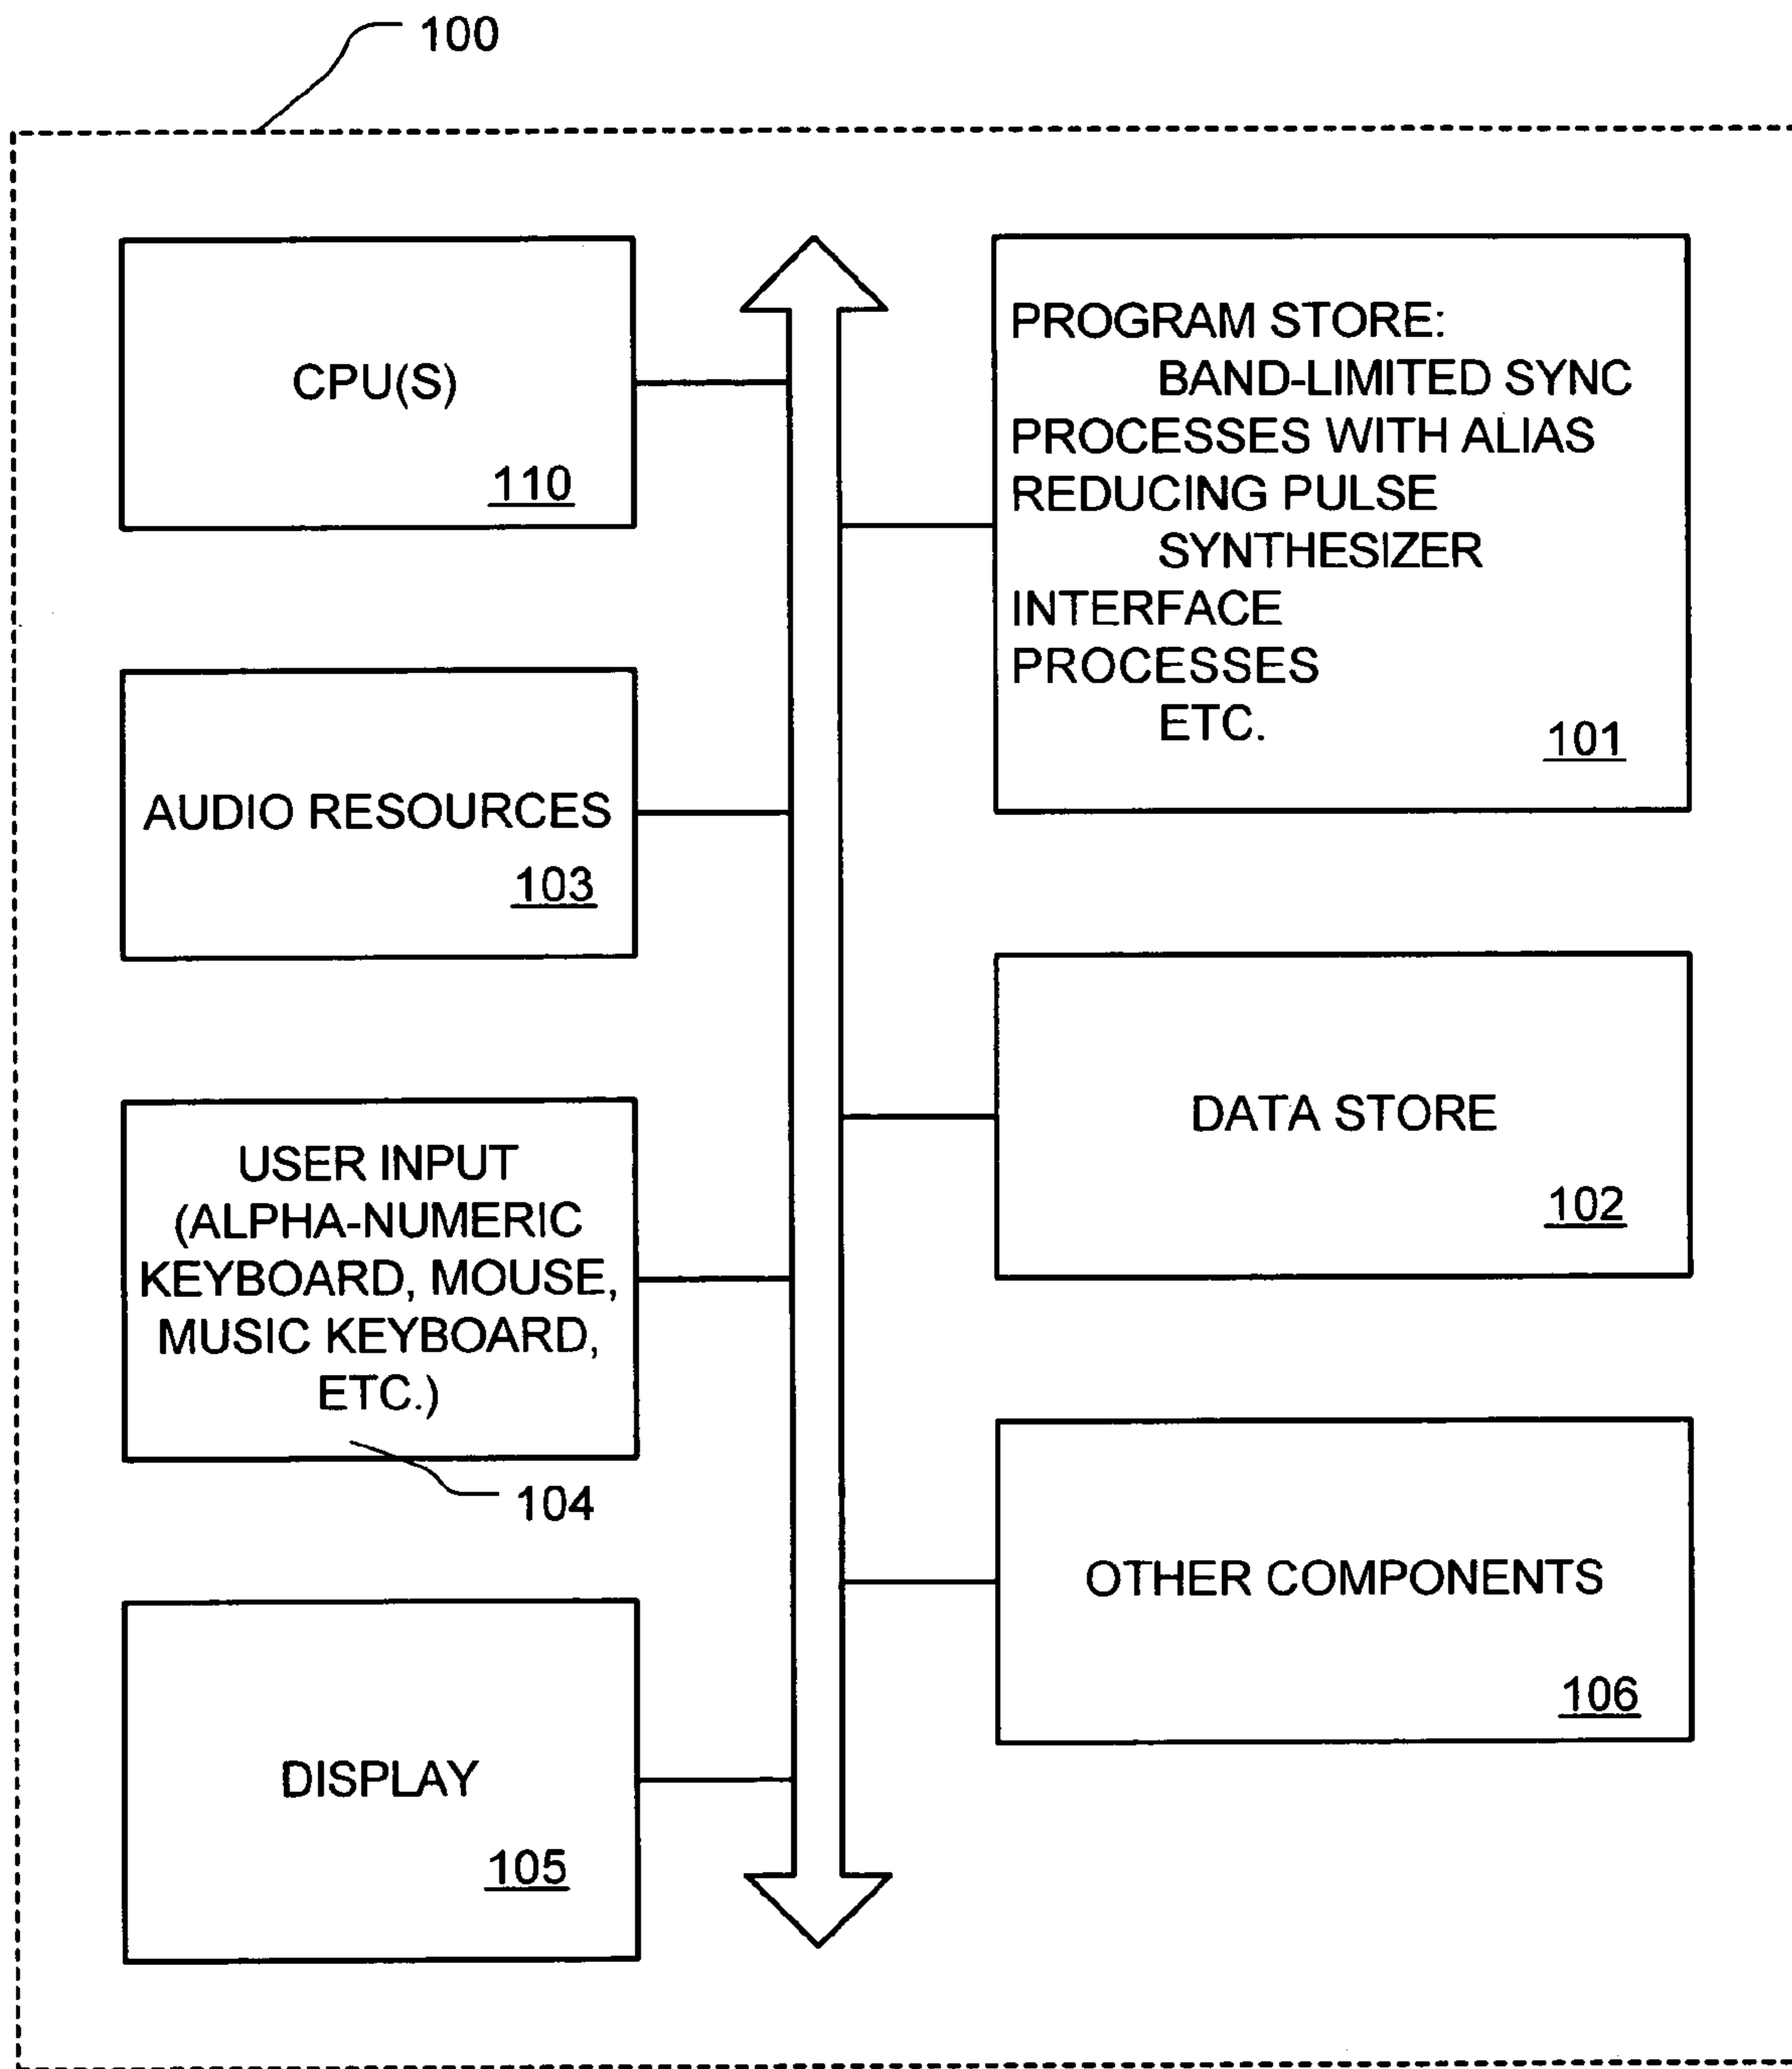 100
CPU(S)
110
PROGRAM STORE:
BAND-LIMITED SYNC
PROCESSES WITH ALIAS
REDUCING PULSE
SYNTHESIZER
INTERFACE
PROCESSES
ETC.
101
AUDIO RESOURCES
103
DATA STORE
102
USER INPUT
(ALPHA-NUMERIC
KEYBOARD, MOUSE,
MUSIC KEYBOARD,
ETC.)
104
OTHER COMPONENTS
106
DISPLAY
105